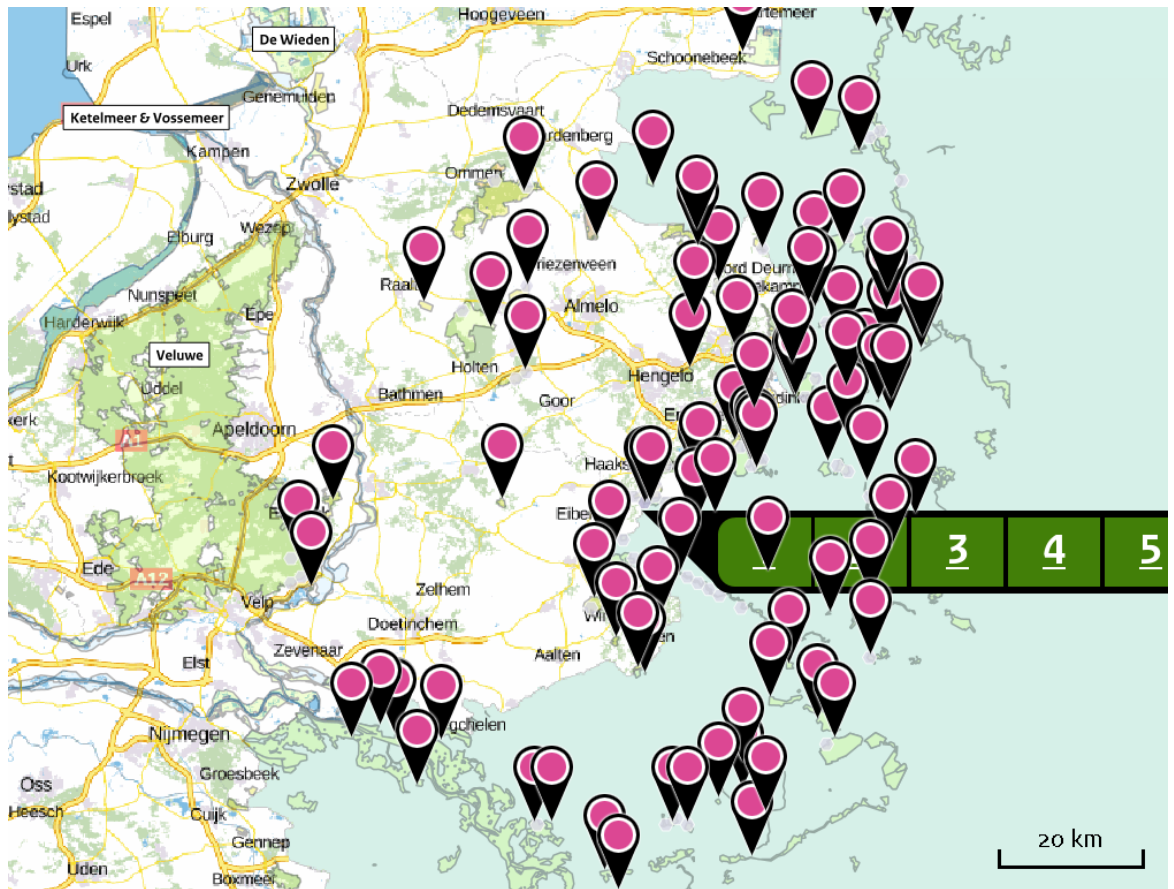 Espel
Hoogeveen
De Wieden
Urk
Schoonebeek
Genemuiden
Dedemsvaart
Ketelmeer & Vossemeer
Kampen
Ommen
Zwolle
Wezep
Elburg
Nunspeet
Almelo
Harderwijk
Epe
Veluwe
Holten
Hengelo
Uddel
Bathmen
Goor
Apeldoorn
A1
Kootwijkerbroek
3
4
5
Ede
A12
Zelhem
Velp
Doetinchem
Zevenaar
Aalten
Elst
Nijmegen
Groesbeek
Oss
Heesch
Cuijk
20 km
Gennep
Uden
Boxmeer